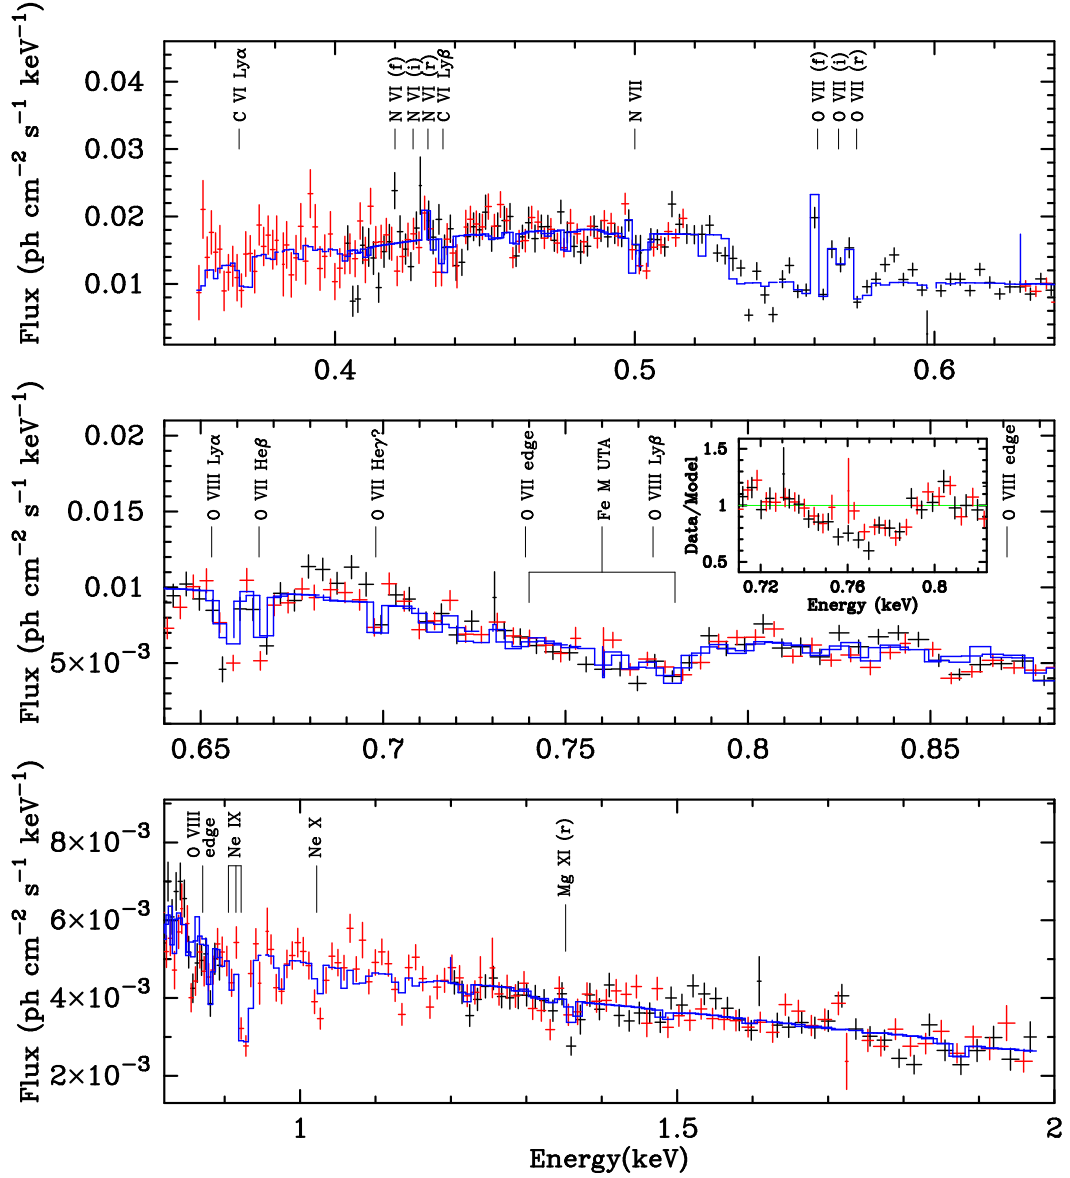 Flux (ph cm−2 s−1 keV−1)
0.04
0.03
0.02
0.01
C VI Lyα
N VI (f)
N VI (i)
N VI (r)
C VI Lyβ
N VII
O VII (f)
O VII (i)
O VII (r)
0.4
0.5
0.6
Flux (ph cm−2 s−1 keV−1)
0.02
0.015
0.01
5×10−3
O VIII Lyα
O VII Heβ
O VII Heγ?
O VII edge
Fe M UTA
O VIII Lyβ
O VIII edge
Data/Model
1.5
1
0.5
0.72
0.76
0.8
Energy (keV)
0.65
0.7
0.75
0.8
0.85
Flux (ph cm−2 s−1 keV−1)
8×10−3
6×10−3
4×10−3
2×10−3
O VIII
edge
Ne IX
Ne X
Mg XI (r)
1
1.5
2
Energy(keV)